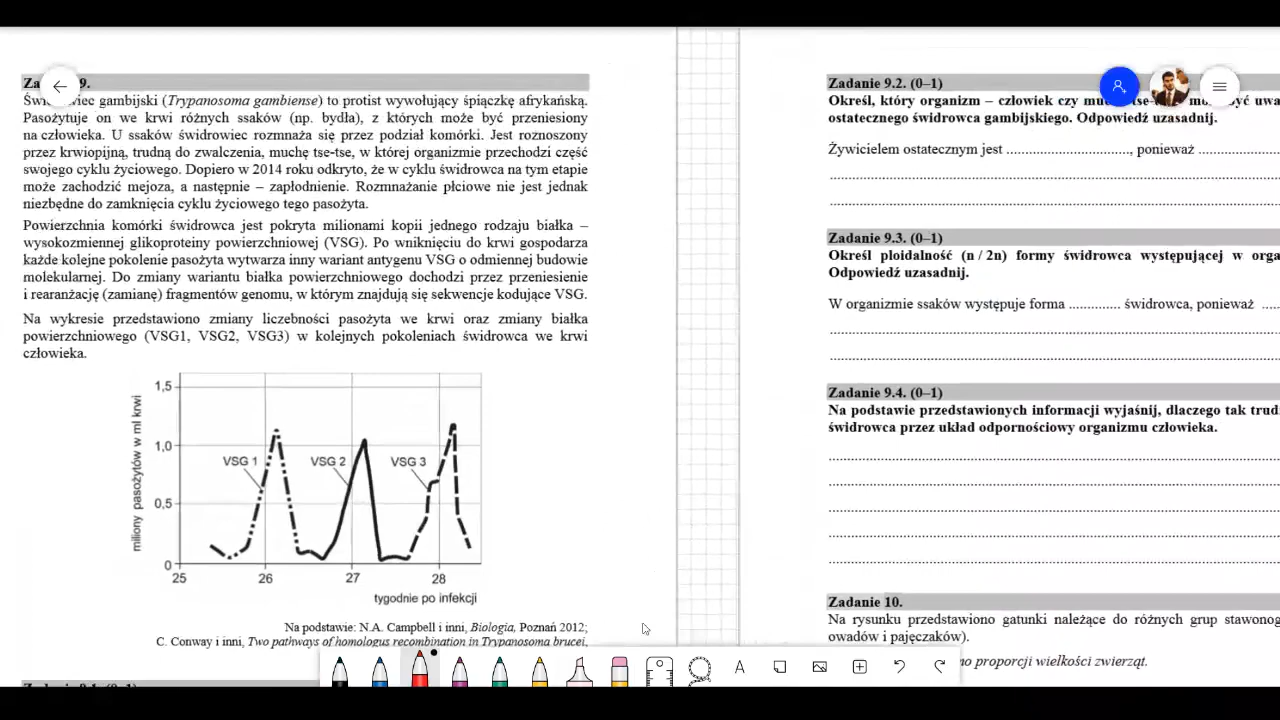 Za 9.
Świ wiec gambijski (Trypanosoma gambiense) to protist wywołujący śpiączkę afrykańską.
Pasożytuje on we krwi różnych ssaków (np. bydła), z których może być przeniesiony
na człowieka. U ssaków świdrowiec rozmnaża się przez podział komórki. Jest roznoszony
przez krwiopijną, trudną do zwalczenia, muchę tse-tse, w której organizmie przechodzi część
swojego cyklu życiowego. Dopiero w 2014 roku odkryto, że w cyklu świdrowca na tym etapie
może zachodzić mejoza, a następnie – zapłodnienie. Rozmnażanie płciowe nie jest jednak
niezbędne do zamknięcia cyklu życiowego tego pasożyta.
Powierzchnia komórki świdrowca jest pokryta milionami kopii jednego rodzaju białka –
wysokozmiennej glikoproteiny powierzchniowej (VSG). Po wniknięciu do krwi gospodarza
każde kolejne pokolenie pasożyta wytwarza inny wariant antygenu VSG o odmiennej budowie
molekularnej. Do zmiany wariantu białka powierzchniowego dochodzi przez przeniesienie
i rearanżację (zamianę) fragmentów genomu, w którym znajdują się sekwencje kodujące VSG.
Na wykresie przedstawiono zmiany liczebności pasożyta we krwi oraz zmiany białka
powierzchniowego (VSG1, VSG2, VSG3) w kolejnych pokoleniach świdrowca we krwi
człowieka.
miliony pasożytów w ml krwi
1,5
1,0
0,5
0
VSG 1
VSG 2
VSG 3
25
26
27
28
tygodnie po infekcji
Na podstawie: N.A. Campbell i inni, Biologia, Poznań 2012;
C. Conway i inni, Two pathways of homologus recombination in Trypanosoma brucei,
Zadanie 9.2. (0–1)
Określ, który organizm – człowiek czy mu tse-t być uwa
ostatecznego świdrowca gambijskiego. Odpowiedź uzasadnij.
Żywicielem ostatecznym jest ................................, ponieważ .....................
Zadanie 9.3. (0–1)
Określ ploidalność (n / 2n) formy świdrowca występującej w orga
Odpowiedź uzasadnij.
W organizmie ssaków występuje forma ............. świdrowca, ponieważ .....
Zadanie 9.4. (0–1)
Na podstawie przedstawionych informacji wyjaśnij, dlaczego tak trud
świdrowca przez układ odpornościowy organizmu człowieka.
Zadanie 10.
Na rysunku przedstawiono gatunki należące do różnych grup stawonog
owadów i pajęczaków).
no proporcji wielkości zwierząt.
A